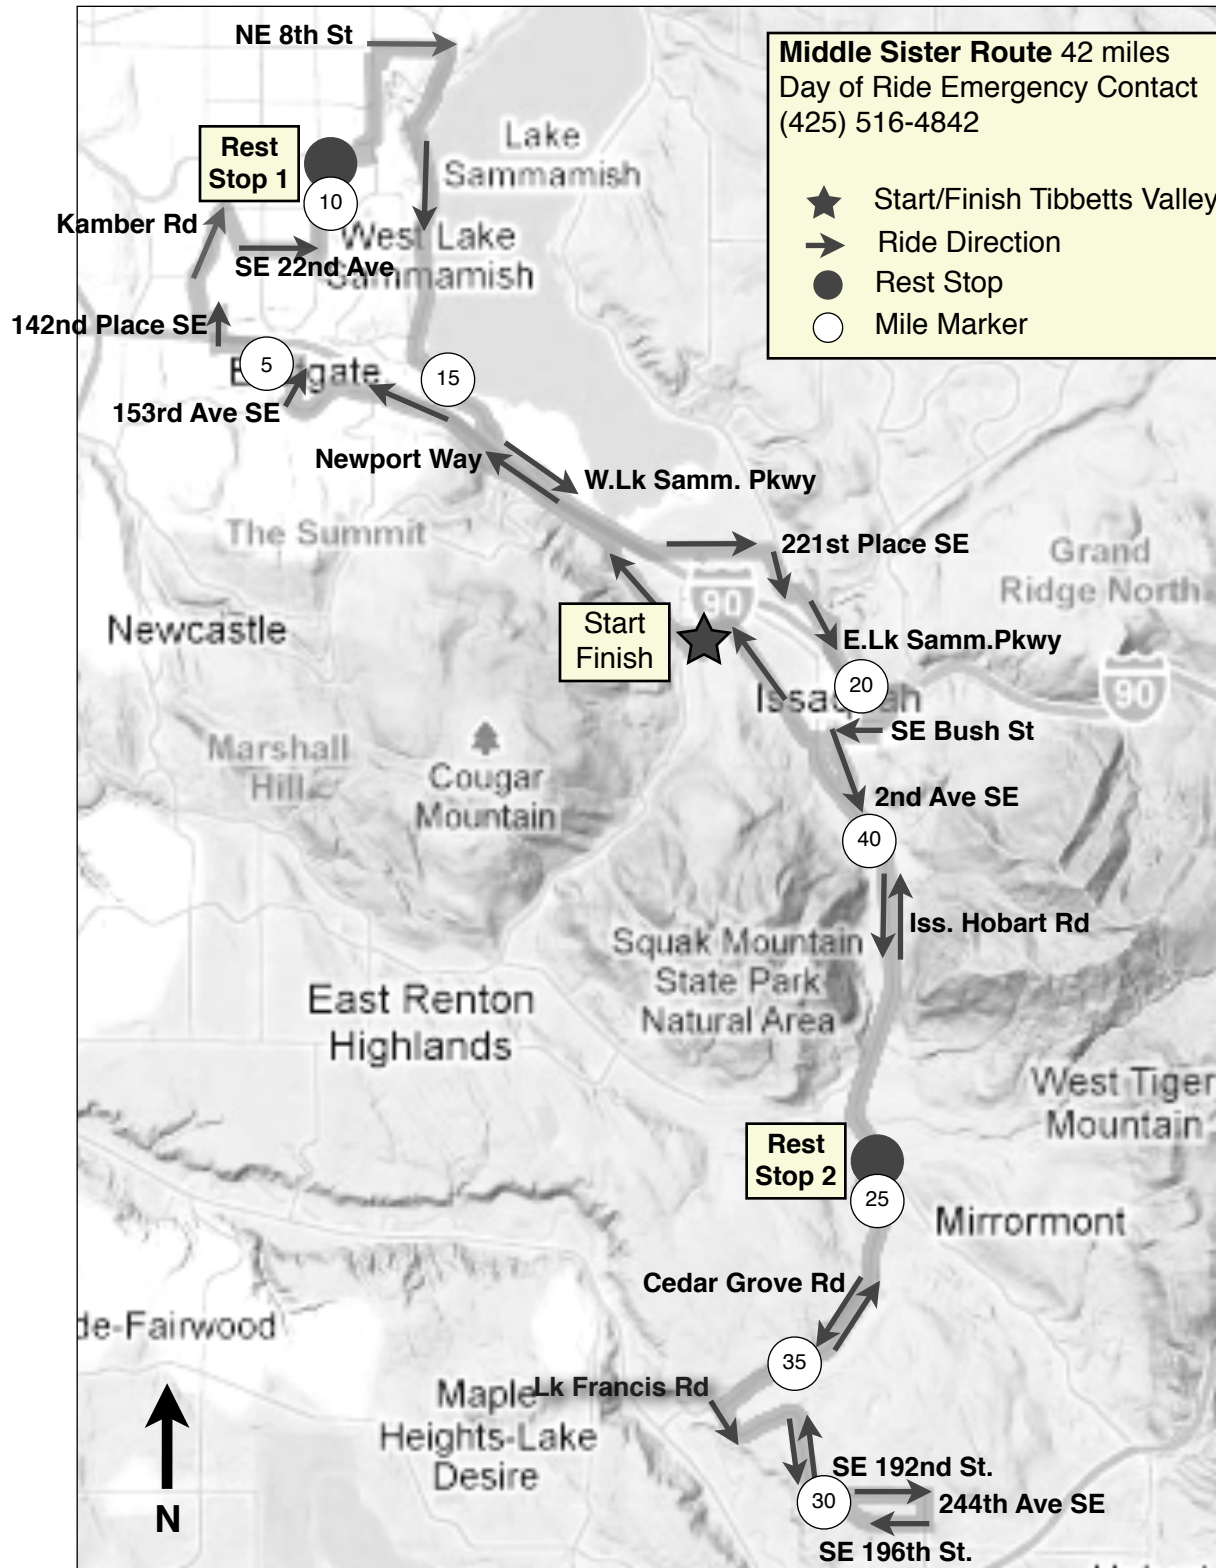 NE 8th St
Middle Sister Route 42 miles
Day of Ride Emergency Contact
(425) 516-4842
Start/Finish Tibbetts Valley
Ride Direction
Rest Stop
Mile Marker
Lake
Sammamish
Rest
Stop 1
10
Kamber Rd
West Lake
Sammamish
SE 22nd Ave
142nd Place SE
5
15
153rd Ave SE
Newport Way
W.Lk Samm. Pkwy
The Summit
221st Place SE
Grand
Ridge North
90
Newcastle
Start
Finish
E.Lk Samm.Pkwy
20
90
SE Bush St
Marshall
Hill
Cougar
Mountain
2nd Ave SE
40
Iss. Hobart Rd
Squak Mountain
State Park
Natural Area
East Renton
Highlands
West Tiger
Mountain
Rest
Stop 2
25
Mirrormont
Cedar Grove Rd
de-Fairwood
35
Lk Francis Rd
Maple
Heights-Lake
Desire
SE 192nd St.
30
244th Ave SE
SE 196th St.
N